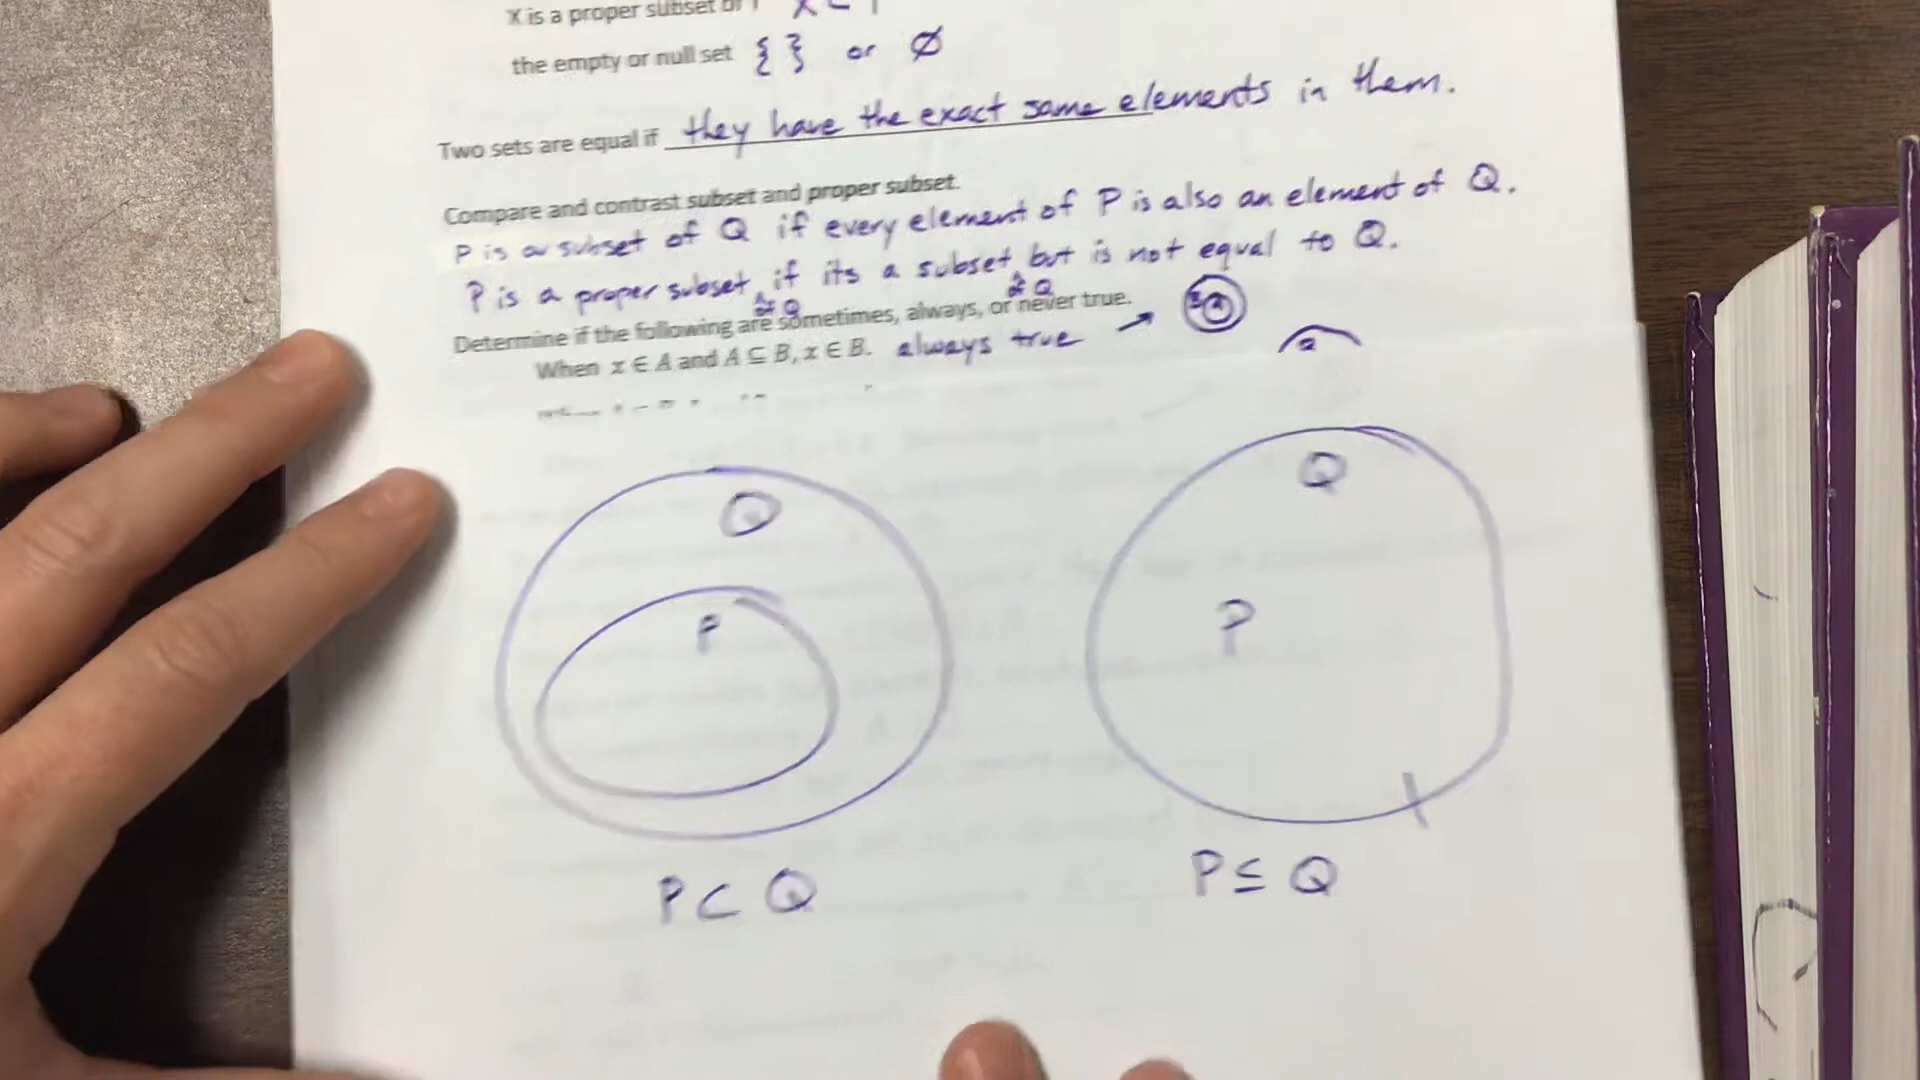 X is a proper subset of
the empty or null set { } or ∅
Two sets are equal if they have the exact same elements in them.
Compare and contrast subset and proper subset.
P is a subset of Q if every element of P is also an element of Q.
P is a proper subset of Q if its a subset of Q but is not equal to Q.
Determine if the following are sometimes, always, or never true.
When x ∈ A and A ⊆ B, x ∈ B. always true →
Q
Q
P
P
P ⊂ Q
P ⊆ Q